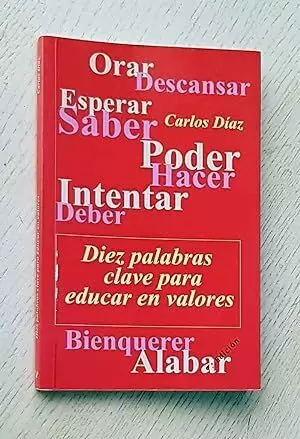 Orar
Descansar
Esperar
Saber
Carlos Díaz
Poder
Hacer
Intentar
Deber
Diez palabras
clave para
educar en valores
Bienquerer
Alabar